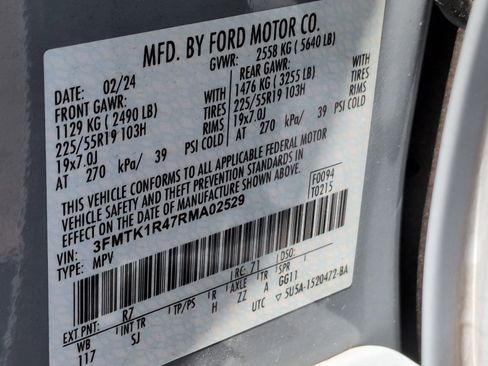 MFD. BY FORD MOTOR CO.
DATE: 02/24
GVWR: 2558 KG (5640 LB)
FRONT GAWR:
1129 KG (2490 LB)
WITH
225/55R19 103H
TIRES
19x7.0J
RIMS
AT 270 kPa/ 39 PSI COLD
REAR GAWR:
1476 KG (3255 LB)
WITH
225/55R19 103H
TIRES
19x7.0J
RIMS
AT 270 kPa/ 39 PSI COLD
THIS VEHICLE CONFORMS TO ALL APPLICABLE FEDERAL MOTOR
VEHICLE SAFETY AND THEFT PREVENTION STANDARDS IN
EFFECT ON THE DATE OF MANUFACTURE SHOWN ABOVE.
F0094
T0215
VIN: 3FMTK1R47RMA02529
TYPE: MPV
EXT PNT: R7
RC: 71
DSO:
WB
INT TR
TP/PS
R
AXLE
TR
SPR
117
SJ
H
ZZ
A
GG11
UTC
5U5A-1520472-BA